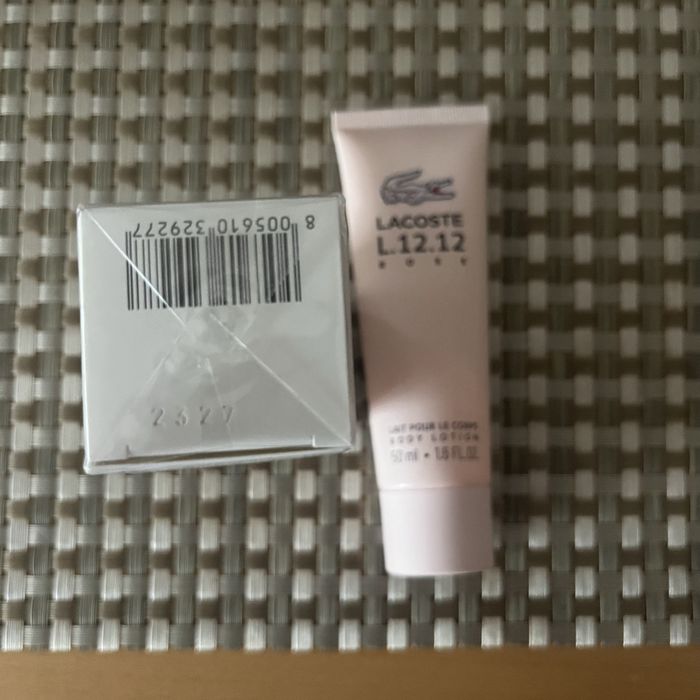 8 005610 329277
2327
LACOSTE
L.12.12
ROSE
LAIT POUR LE CORPS
BODY LOTION
50 ml • 1.6 FL.OZ.